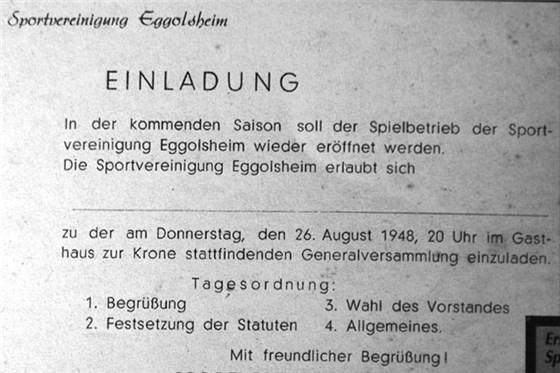 Sportvereinigung Eggolsheim
EINLADUNG
In der kommenden Saison soll der Spielbetrieb der Sport-
vereinigung Eggolsheim wieder eröffnet werden.
Die Sportvereinigung Eggolsheim erlaubt sich
zu der am Donnerstag, den 26. August 1948, 20 Uhr im Gast-
haus zur Krone stattfindenden Generalversammlung einzuladen.
Tagesordnung:
1. Begrüßung
2. Festsetzung der Statuten
3. Wahl des Vorstandes
4. Allgemeines.
Mit freundlicher Begrüßung!